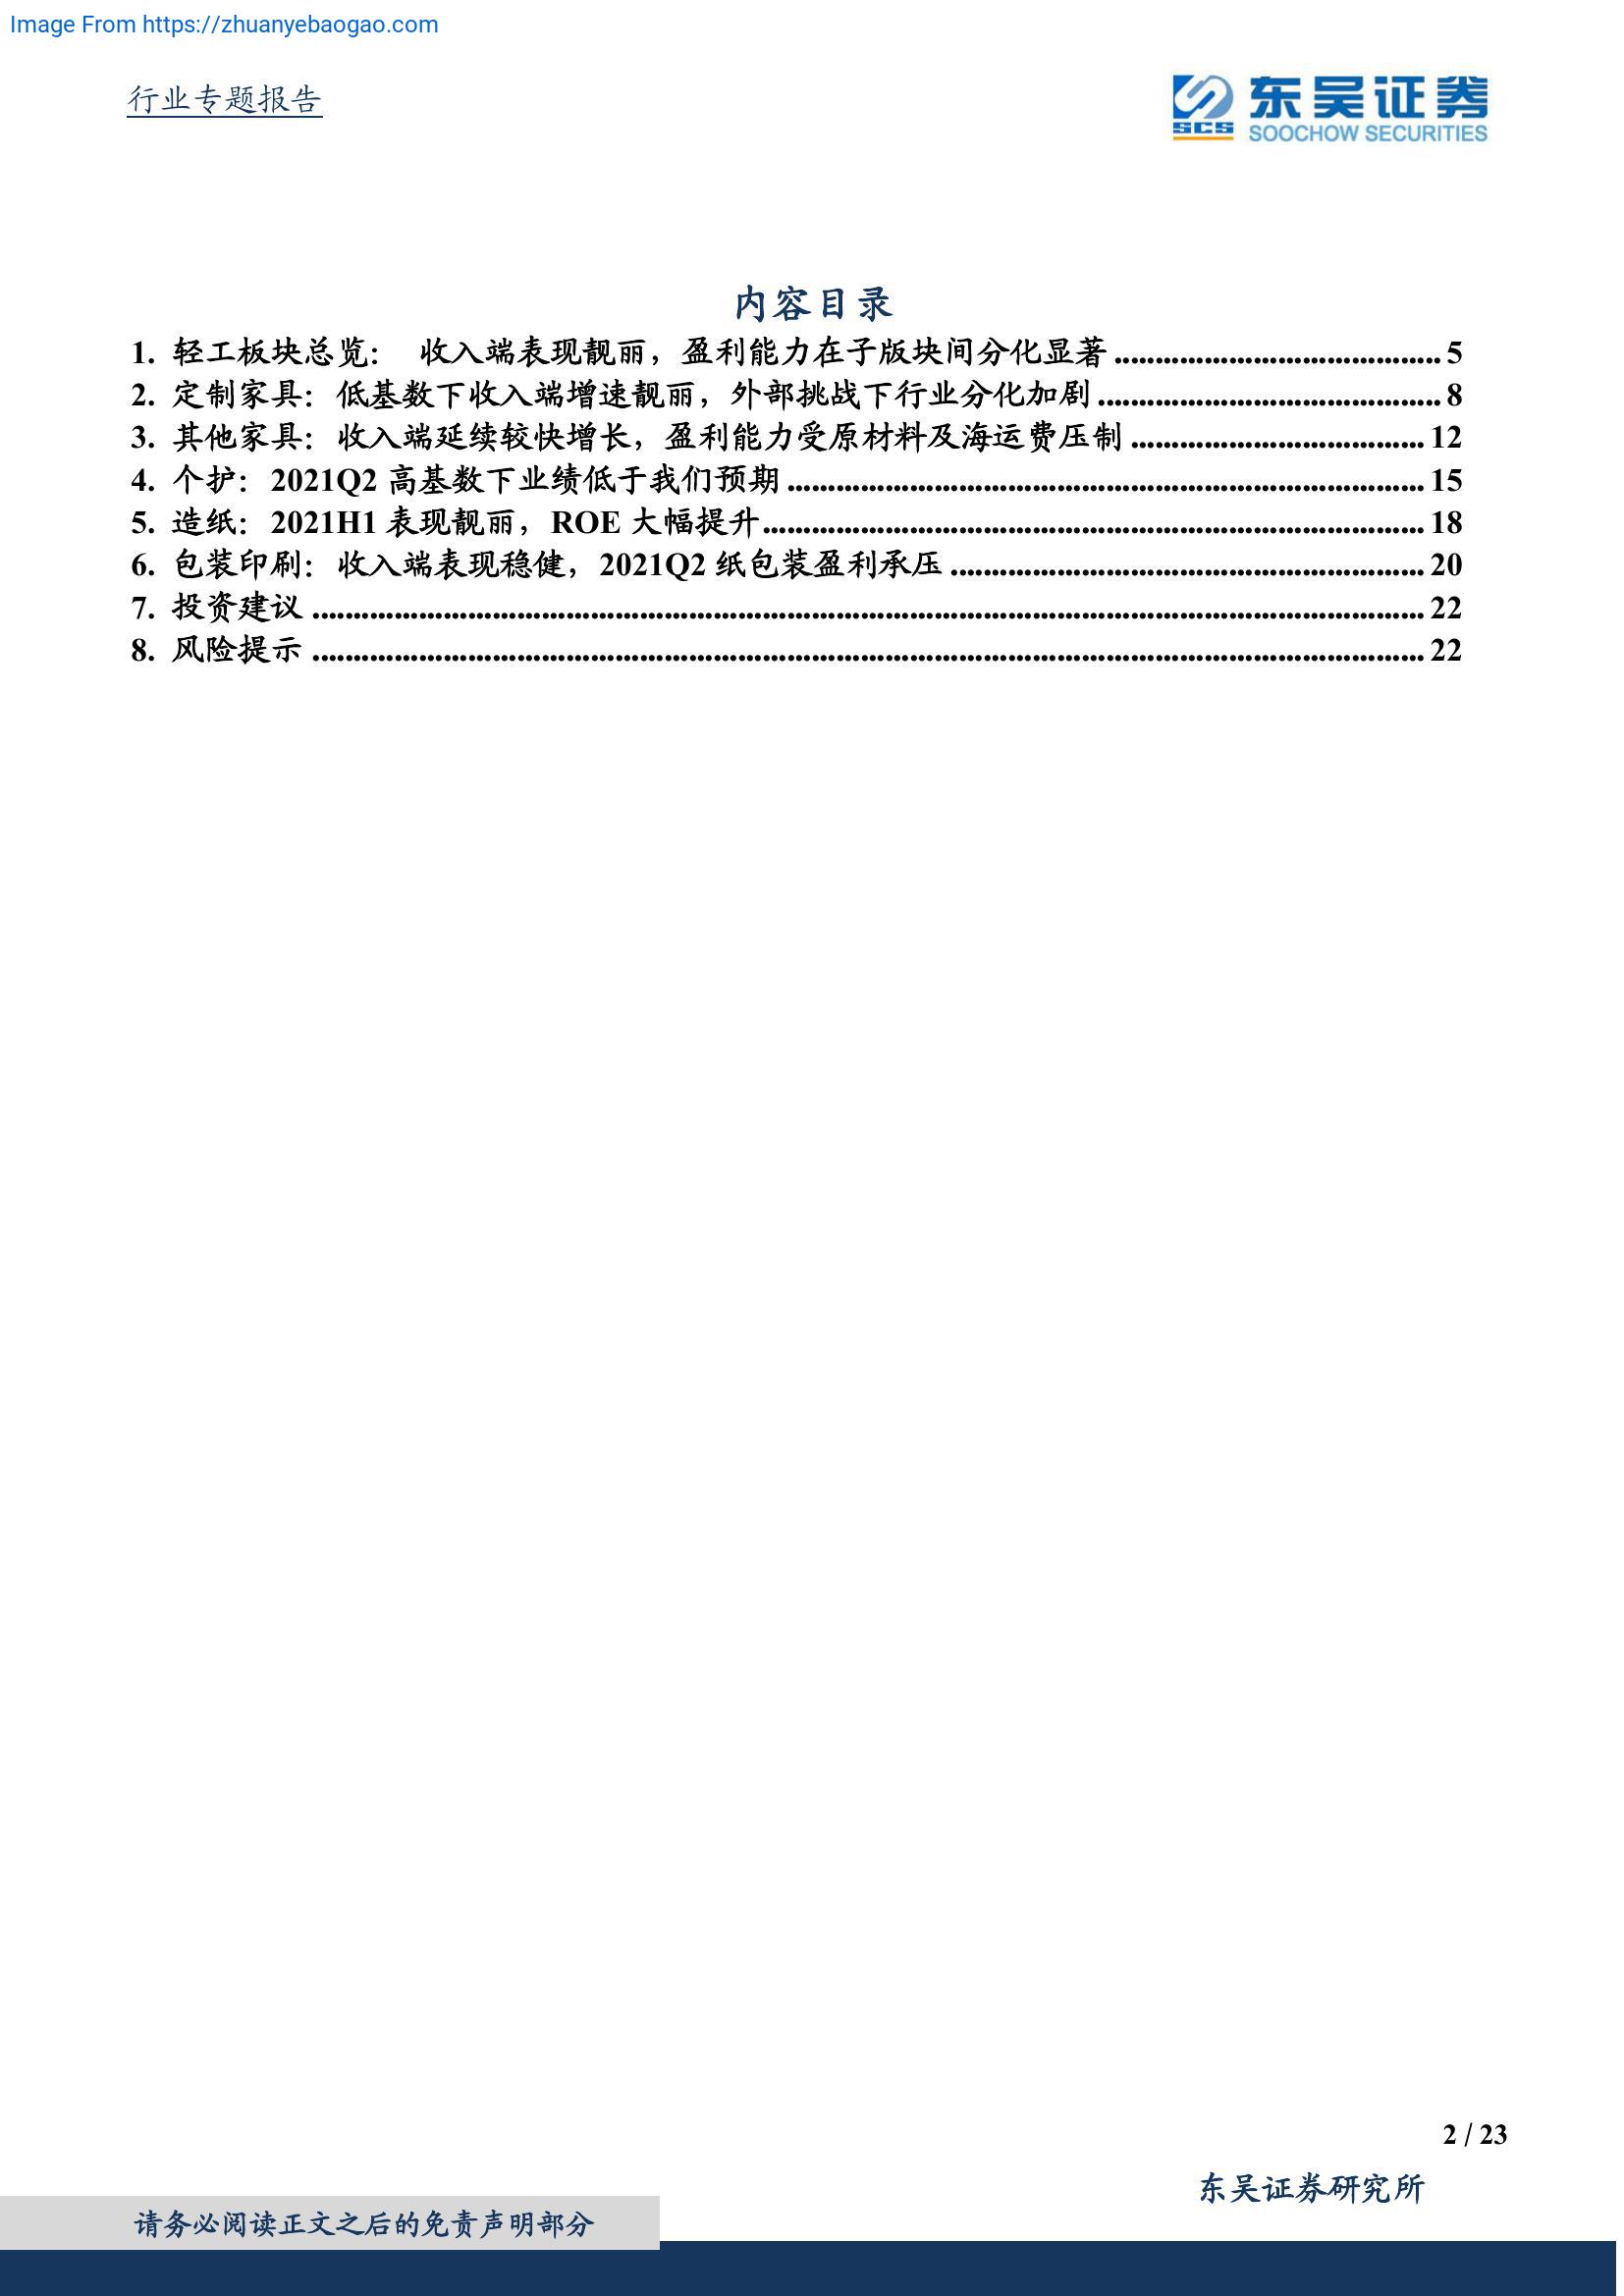 Image From https://zhuanyebaogao.com
行业专题报告
SCS
东吴证券
SOOCHOW SECURITIES
内容目录
1. 轻工板块总览： 收入端表现靓丽，盈利能力在子版块间分化显著 ........................................ 5
2. 定制家具：低基数下收入端增速靓丽，外部挑战下行业分化加剧 .......................................... 8
3. 其他家具：收入端延续较快增长，盈利能力受原材料及海运费压制 .................................... 12
4. 个护：2021Q2 高基数下业绩低于我们预期 .............................................................................. 15
5. 造纸：2021H1 表现靓丽，ROE 大幅提升................................................................................. 18
6. 包装印刷：收入端表现稳健，2021Q2 纸包装盈利承压 .......................................................... 20
7. 投资建议 ........................................................................................................................................ 22
8. 风险提示 ........................................................................................................................................ 22
2 / 23
东吴证券研究所
请务必阅读正文之后的免责声明部分